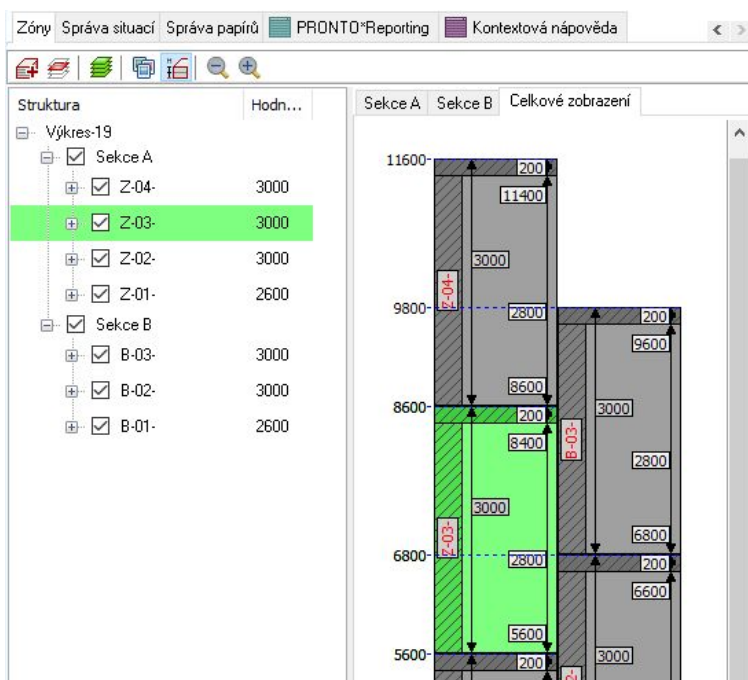 Zóny Správa situací Správa papírů PRONTO*Reporting Kontextová nápověda
Struktura Hodn...
Výkres-19
Sekce A
Z-04- 3000
Z-03- 3000
Z-02- 3000
Z-01- 2600
Sekce B
B-03- 3000
B-02- 3000
B-01- 2600
Sekce A Sekce B Celkové zobrazení
11600
200
11400
3000
Z-04-
9800
2800
200
9600
8600
8600
3000
200
8400
B-03-
2800
3000
Z-03-
6800
6800
2800
200
6600
5600
5600
3000
200
2-